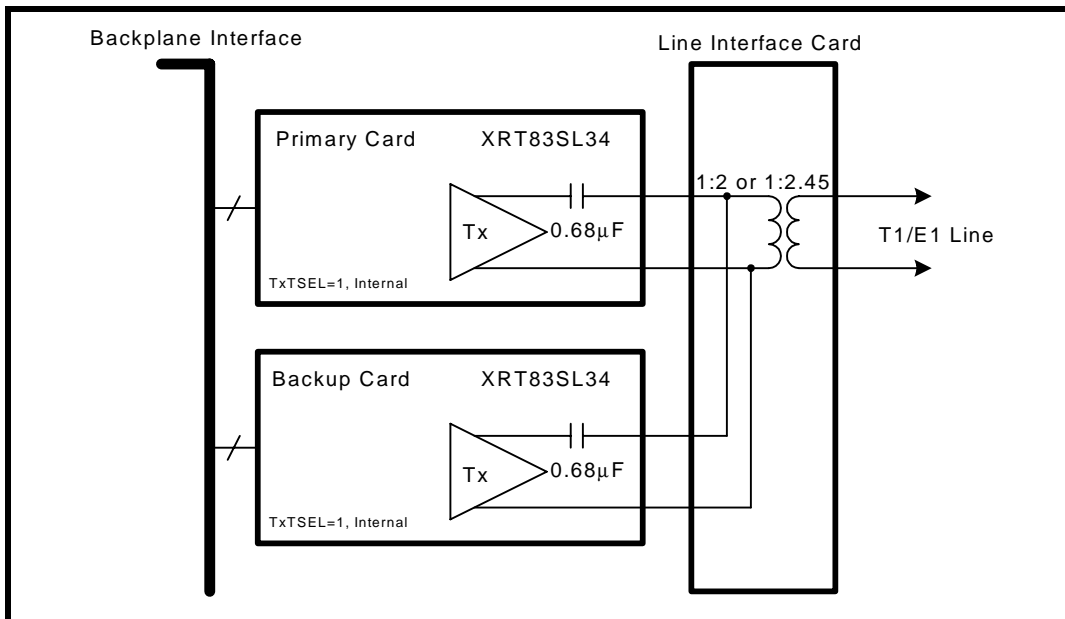 Backplane Interface
Line Interface Card
Primary Card XRT83SL34
1:2 or 1:2.45
Tx 0.68μF
T1/E1 Line
TxTSEL=1, Internal
Backup Card XRT83SL34
Tx 0.68μF
TxTSEL=1, Internal